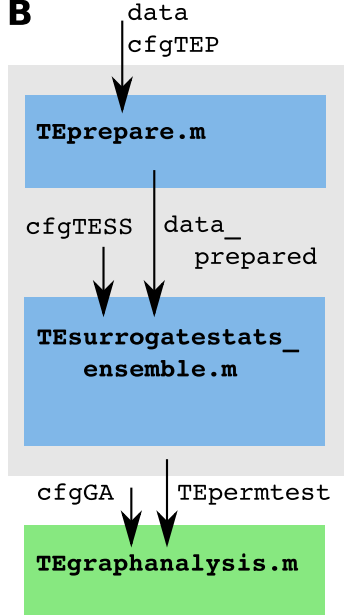 B
data
cfgTEP
TEprepare.m
cfgTESS
data_
prepared
TEsurrogatestats_
ensemble.m
cfgGA
TEpermtest
TEgraphanalysis.m